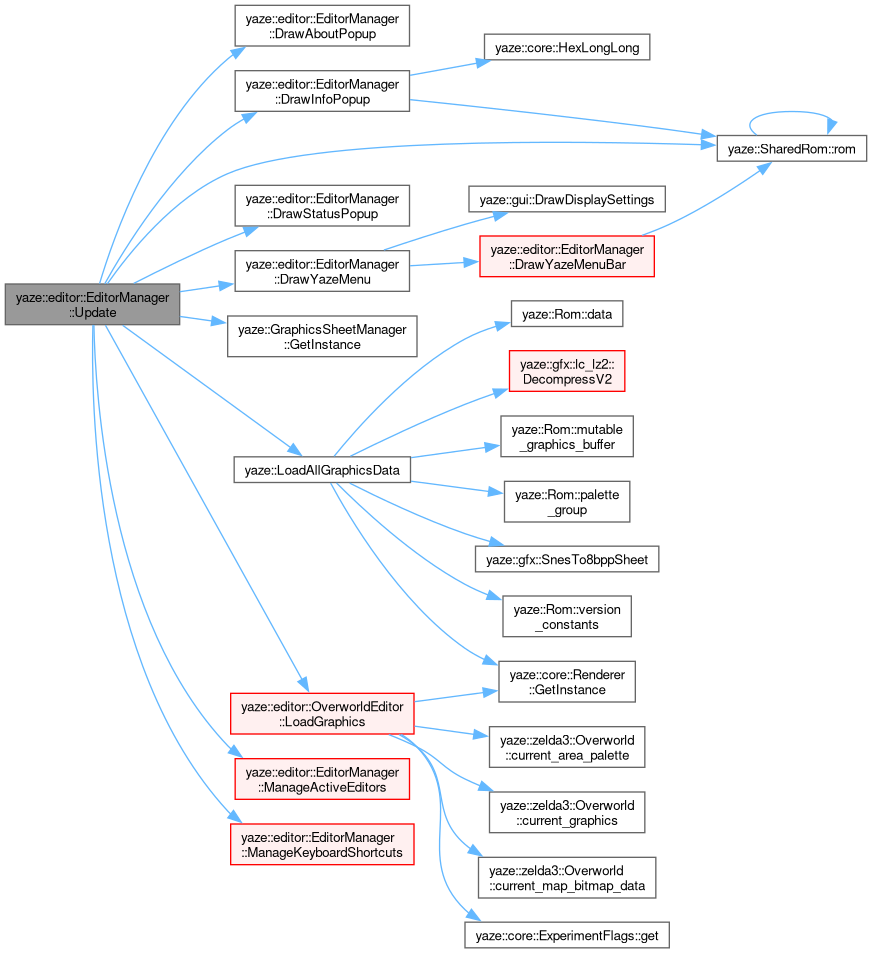 yaze::editor::EditorManager
::Update
yaze::editor::EditorManager
::DrawAboutPopup
yaze::editor::EditorManager
::DrawInfoPopup
yaze::editor::EditorManager
::DrawStatusPopup
yaze::editor::EditorManager
::DrawYazeMenu
yaze::GraphicsSheetManager
::GetInstance
yaze::LoadAllGraphicsData
yaze::editor::OverworldEditor
::LoadGraphics
yaze::editor::EditorManager
::ManageActiveEditors
yaze::editor::EditorManager
::ManageKeyboardShortcuts
yaze::core::HexLongLong
yaze::gui::DrawDisplaySettings
yaze::editor::EditorManager
::DrawYazeMenuBar
yaze::Rom::data
yaze::gfx::lc_lz2::
DecompressV2
yaze::Rom::mutable
_graphics_buffer
yaze::Rom::palette
_group
yaze::gfx::SnesTo8bppSheet
yaze::Rom::version
_constants
yaze::core::Renderer
::GetInstance
yaze::zelda3::Overworld
::current_area_palette
yaze::zelda3::Overworld
::current_graphics
yaze::zelda3::Overworld
::current_map_bitmap_data
yaze::core::ExperimentFlags::get
yaze::SharedRom::rom